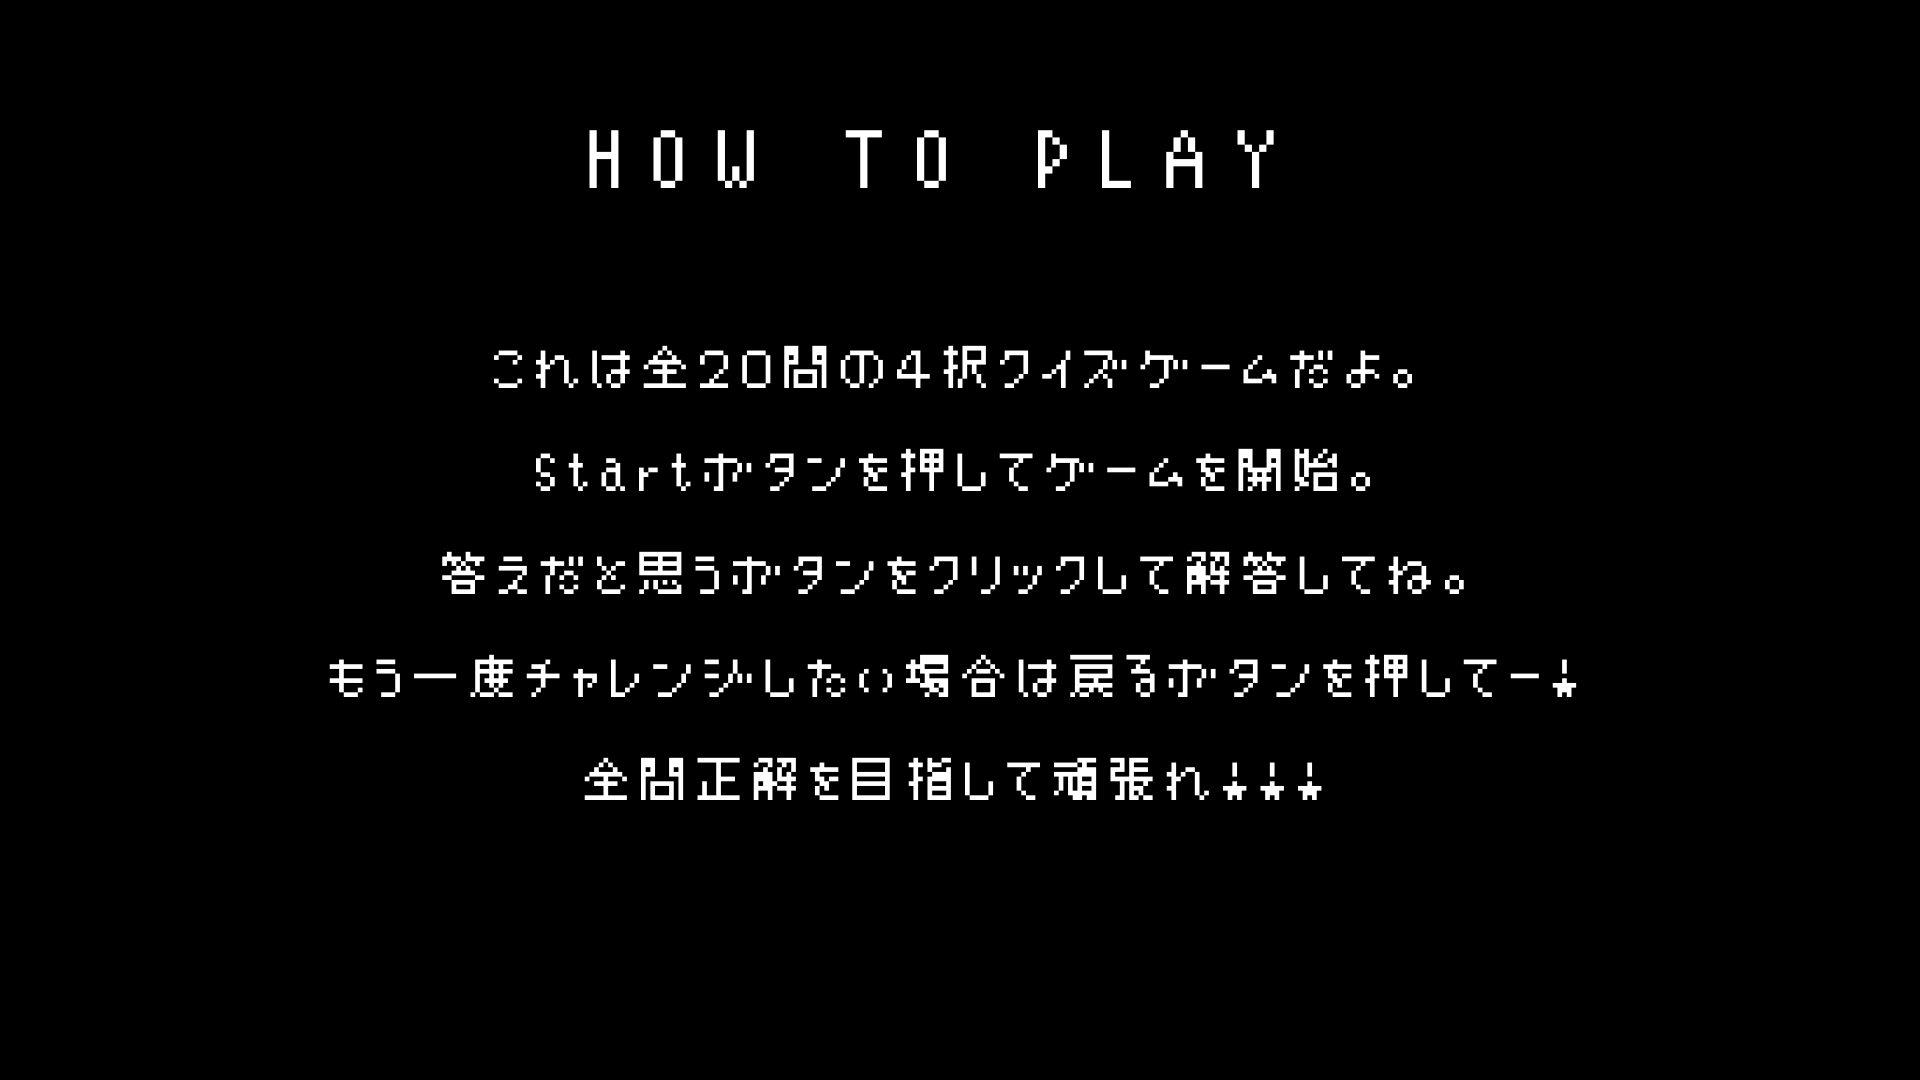 HOW TO PLAY
これは全20問の4択クイズゲームだよ。
Startボタンを押してゲームを開始。
答えだと思うボタンをクリックして解答してね。
もう一度チャレンジしたい場合は戻るボタンを押してー！
全問正解を目指して頑張れ！！！